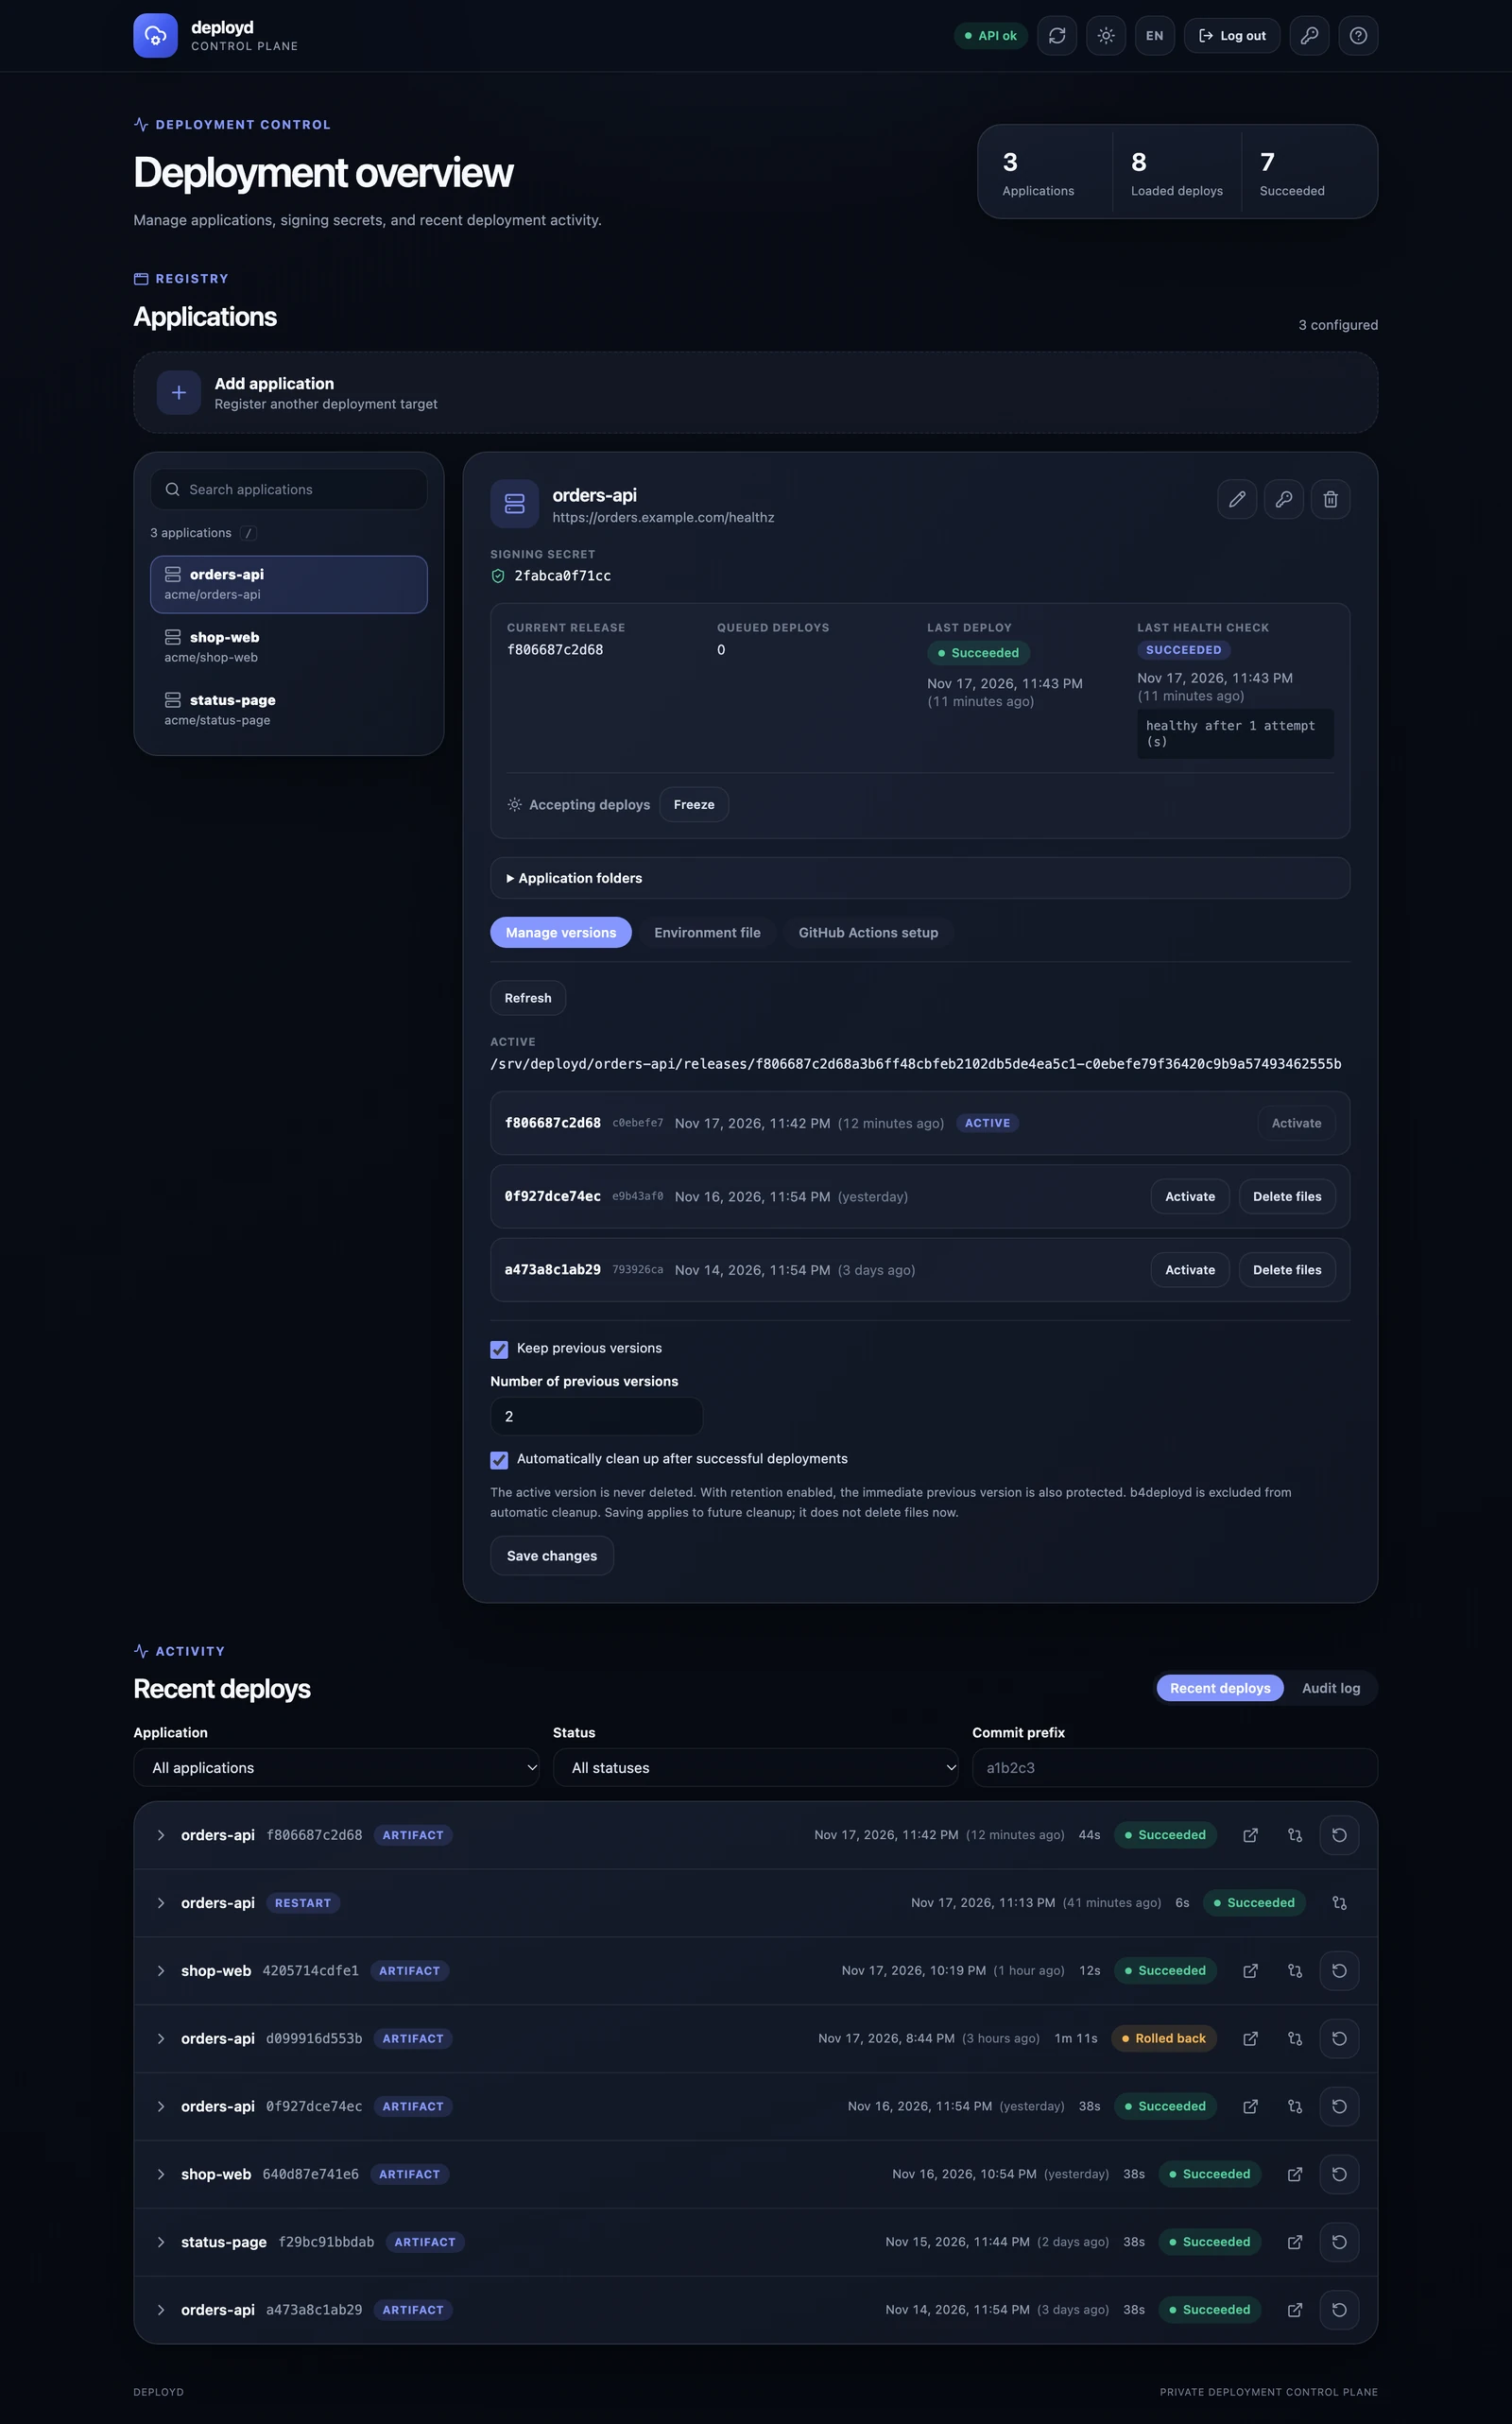 deployd
CONTROL PLANE
API ok
EN
Log out
DEPLOYMENT CONTROL
Deployment overview
Manage applications, signing secrets, and recent deployment activity.
3
Applications
8
Loaded deploys
7
Succeeded
REGISTRY
Applications
3 configured
Add application
Register another deployment target
Search applications
3 applications /
orders-api
acme/orders-api
shop-web
acme/shop-web
status-page
acme/status-page
orders-api
https://orders.example.com/healthz
SIGNING SECRET
2fabca0f71cc
CURRENT RELEASE
f806687c2d68
QUEUED DEPLOYS
0
LAST DEPLOY
Succeeded
Nov 17, 2026, 11:43 PM
(11 minutes ago)
LAST HEALTH CHECK
SUCCEEDED
Nov 17, 2026, 11:43 PM
(11 minutes ago)
healthy after 1 attempt
(s)
Accepting deploys Freeze
Application folders
Manage versions Environment file GitHub Actions setup
Refresh
ACTIVE
/srv/deployd/orders-api/releases/f806687c2d68a3b6ff48cbfeb2102db5de4ea5c1-c0ebefe79f36420c9b9a57493462555b
f806687c2d68 c0ebefe7 Nov 17, 2026, 11:42 PM (12 minutes ago) ACTIVE Activate
0f927dce74ec e9b43af0 Nov 16, 2026, 11:54 PM (yesterday) Activate Delete files
a473a8c1ab29 793926ca Nov 14, 2026, 11:54 PM (3 days ago) Activate Delete files
Keep previous versions
Number of previous versions
2
Automatically clean up after successful deployments
The active version is never deleted. With retention enabled, the immediate previous version is also protected. b4deployd is excluded from
automatic cleanup. Saving applies to future cleanup; it does not delete files now.
Save changes
ACTIVITY
Recent deploys
Recent deploys Audit log
Application
All applications
Status
All statuses
Commit prefix
a1b2c3
orders-api f806687c2d68 ARTIFACT Nov 17, 2026, 11:42 PM (12 minutes ago) 44s Succeeded
orders-api RESTART Nov 17, 2026, 11:13 PM (41 minutes ago) 6s Succeeded
shop-web 4205714cdfe1 ARTIFACT Nov 17, 2026, 10:19 PM (1 hour ago) 12s Succeeded
orders-api d099916d553b ARTIFACT Nov 17, 2026, 8:44 PM (3 hours ago) 1m 11s Rolled back
orders-api 0f927dce74ec ARTIFACT Nov 16, 2026, 11:54 PM (yesterday) 38s Succeeded
shop-web 640d87e741e6 ARTIFACT Nov 16, 2026, 10:54 PM (yesterday) 38s Succeeded
status-page f29bc91bbdab ARTIFACT Nov 15, 2026, 11:44 PM (2 days ago) 38s Succeeded
orders-api a473a8c1ab29 ARTIFACT Nov 14, 2026, 11:54 PM (3 days ago) 38s Succeeded
DEPLOYD
PRIVATE DEPLOYMENT CONTROL PLANE